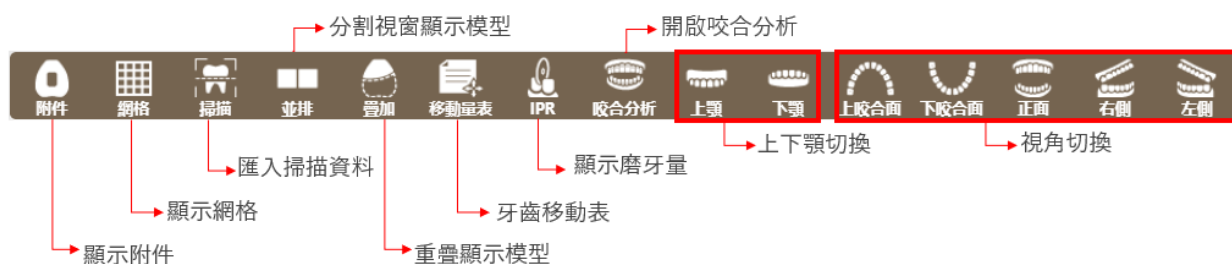 分割視窗顯示模型
開啟咬合分析
附件 網格 掃描 並排 疊加 移動量表 IPR 咬合分析 上顎 下顎 上咬合面 下咬合面 正面 右側 左側
上下顎切換
視角切換
匯入掃描資料
顯示磨牙量
顯示網格
牙齒移動表
顯示附件
重疊顯示模型